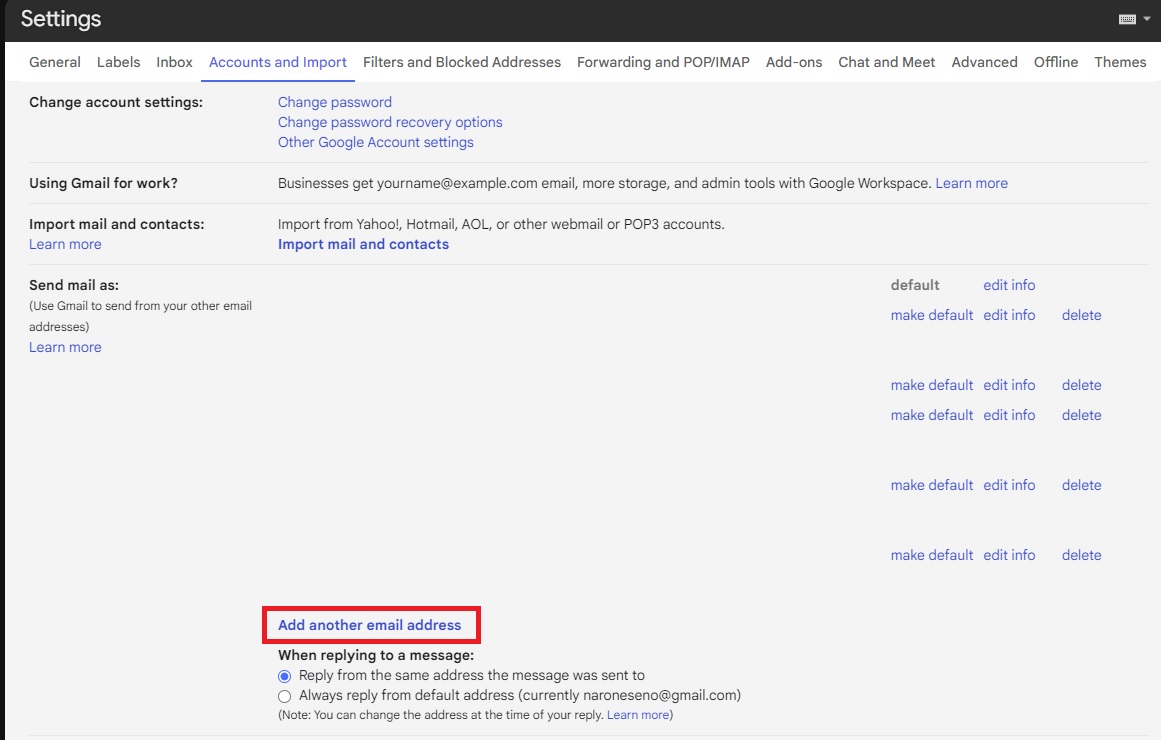 Settings
General Labels Inbox Accounts and Import Filters and Blocked Addresses Forwarding and POP/IMAP Add-ons Chat and Meet Advanced Offline Themes
Change account settings: Change password
Change password recovery options
Other Google Account settings
Using Gmail for work? Businesses get yourname@example.com email, more storage, and admin tools with Google Workspace. Learn more
Import mail and contacts: Import from Yahoo!, Hotmail, AOL, or other webmail or POP3 accounts.
Learn more Import mail and contacts
Send mail as: default edit info
(Use Gmail to send from your other email
addresses) make default edit info delete
Learn more
make default edit info delete
make default edit info delete
make default edit info delete
make default edit info delete
Add another email address
When replying to a message:
Reply from the same address the message was sent to
Always reply from default address (currently naroneseno@gmail.com)
(Note: You can change the address at the time of your reply. Learn more)